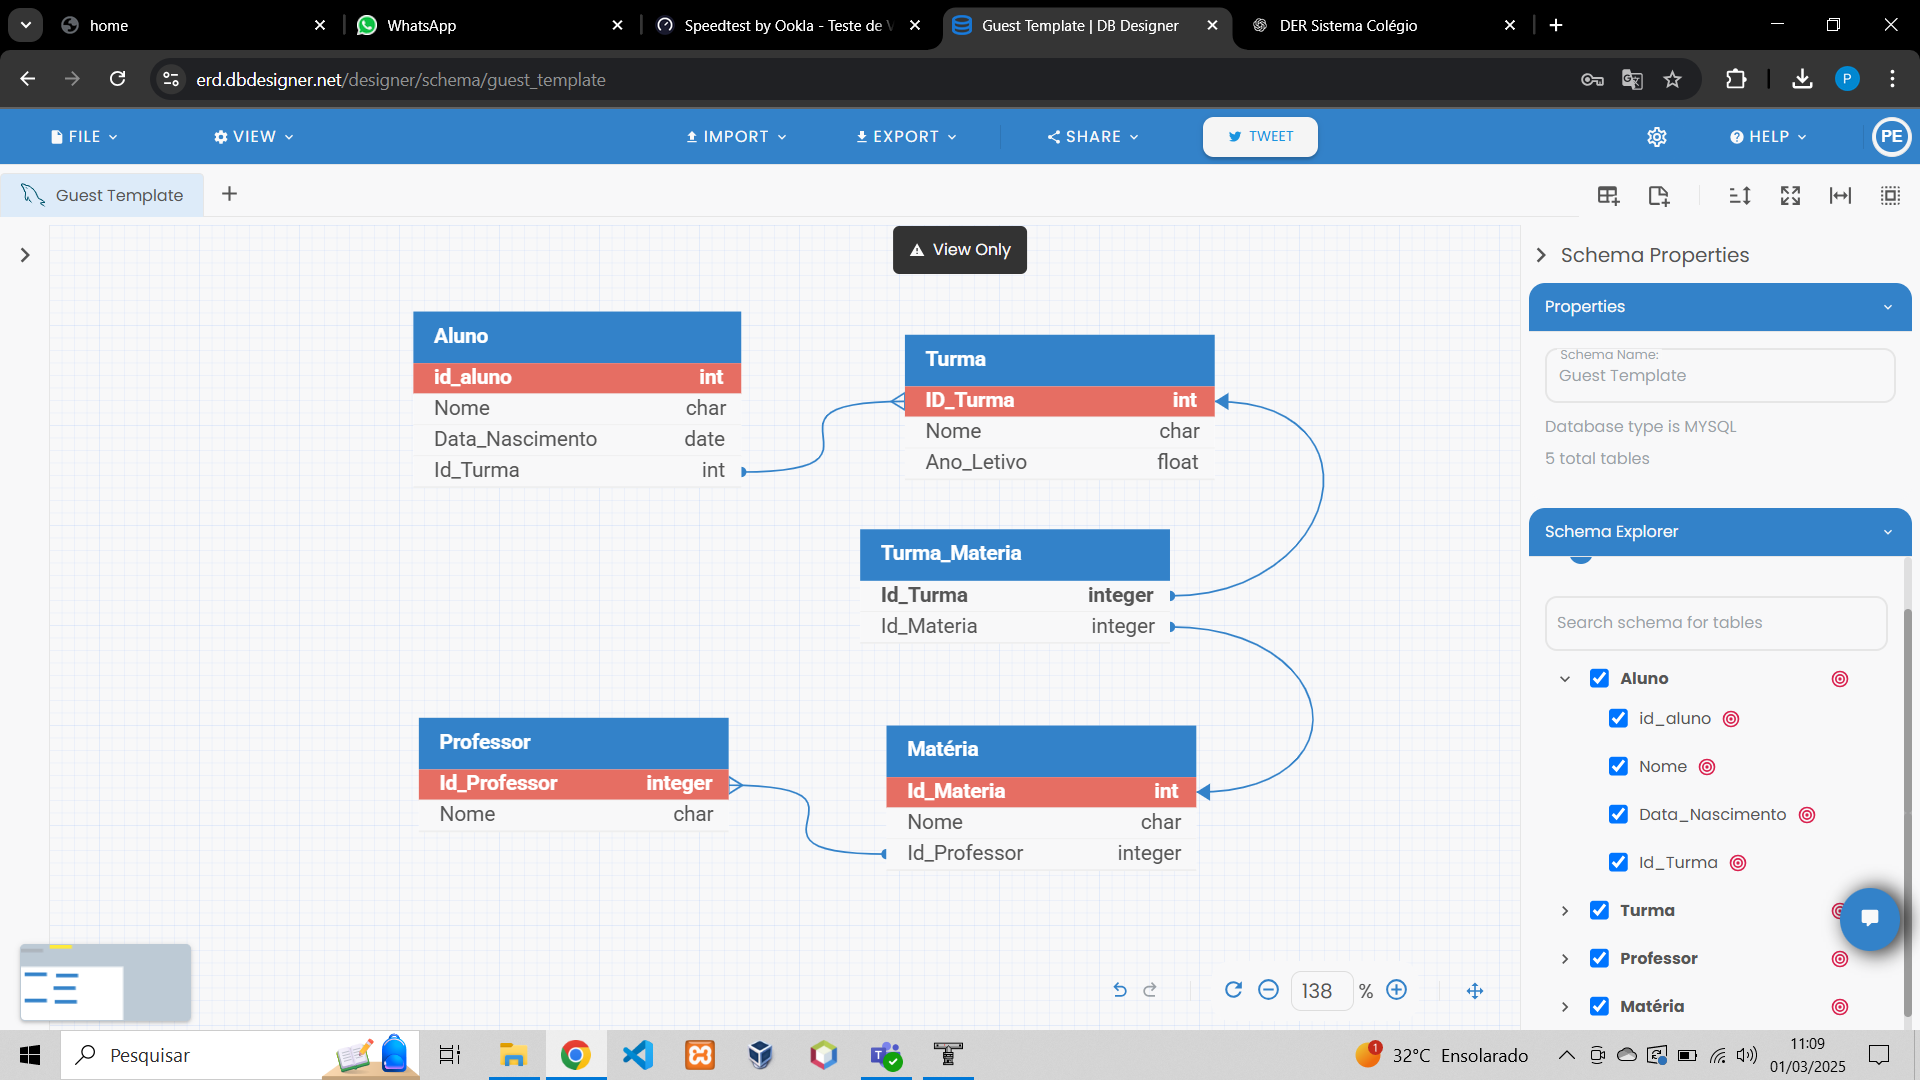 home
WhatsApp
Speedtest by Ookla - Teste de V
Guest Template | DB Designer
DER Sistema Colégio
erd.dbdesigner.net/designer/schema/guest_template
P
FILE
VIEW
IMPORT
EXPORT
SHARE
TWEET
HELP
PE
Guest Template
View Only
Aluno
id_aluno int
Nome char
Data_Nascimento date
Id_Turma int
Turma
ID_Turma int
Nome char
Ano_Letivo float
Turma_Materia
Id_Turma integer
Id_Materia integer
Professor
Id_Professor integer
Nome char
Matéria
Id_Materia int
Nome char
Id_Professor integer
138 %
Schema Properties
Properties
Schema Name:
Guest Template
Database type is MYSQL
5 total tables
Schema Explorer
Search schema for tables
Aluno
id_aluno
Nome
Data_Nascimento
Id_Turma
Turma
Professor
Matéria
Pesquisar
1
32°C Ensolarado
11:09
01/03/2025